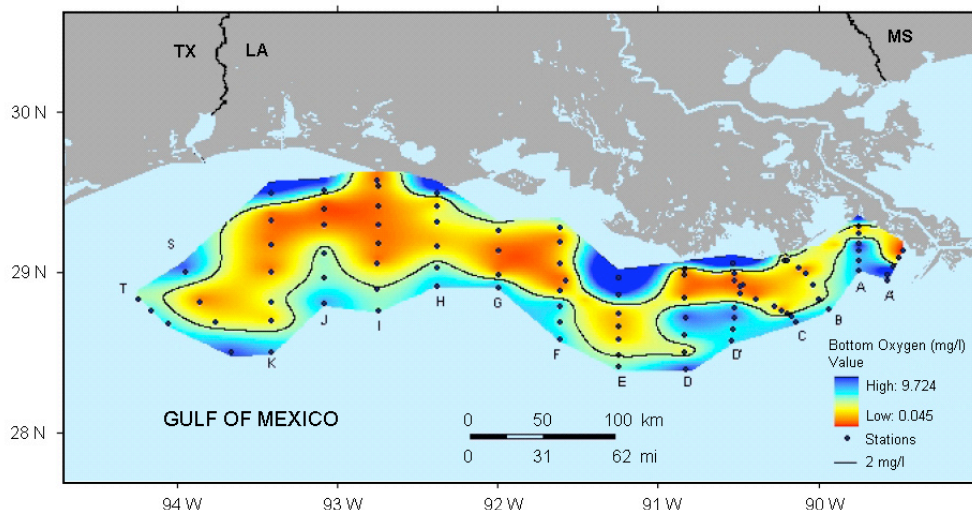 TX LA
MS
30 N
S
29 N
T
A A'
J I H G
B
C
F
K
D'
E D
Bottom Oxygen (mg/l)
Value
High: 9.724
Low: 0.045
Stations
2 mg/l
GULF OF MEXICO
0 50 100 km
0 31 62 mi
28 N
94 W 93 W 92 W 91 W 90 W